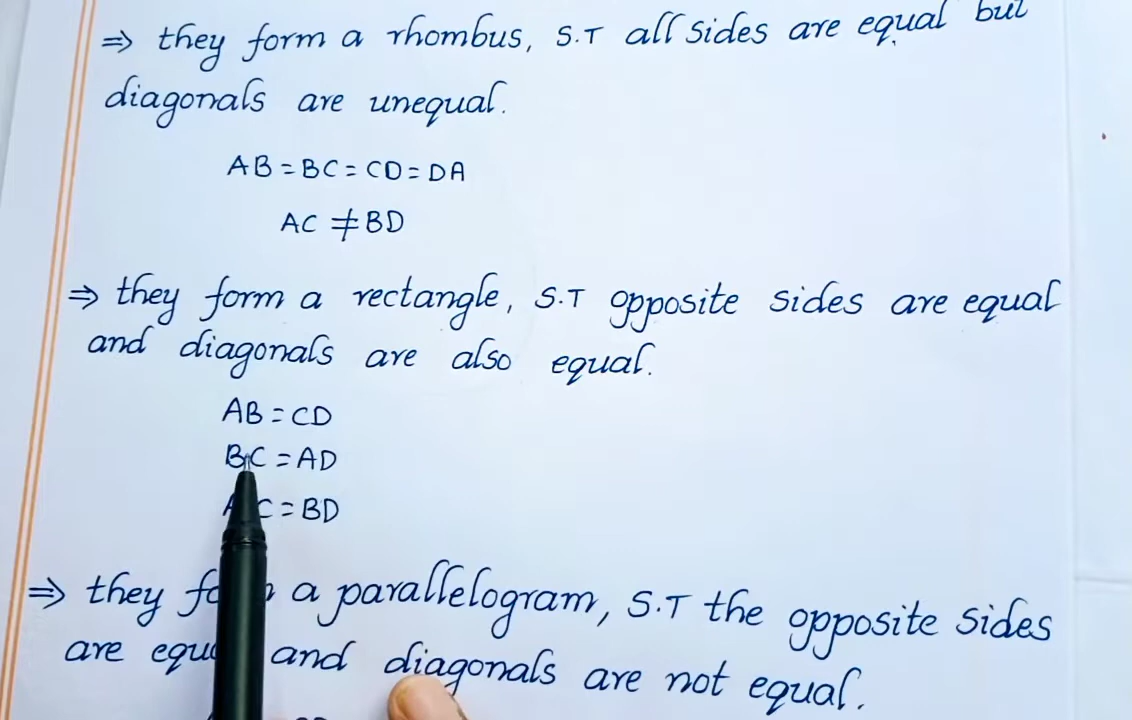 ⇒ they form a rhombus, S.T all sides are equal but
diagonals are unequal.
AB = BC = CD = DA
AC ≠ BD
⇒ they form a rectangle, S.T opposite sides are equal
and diagonals are also equal.
AB = CD
BC = AD
C = BD
⇒ they a parallelogram, S.T the opposite sides
are and diagonals are not equal.